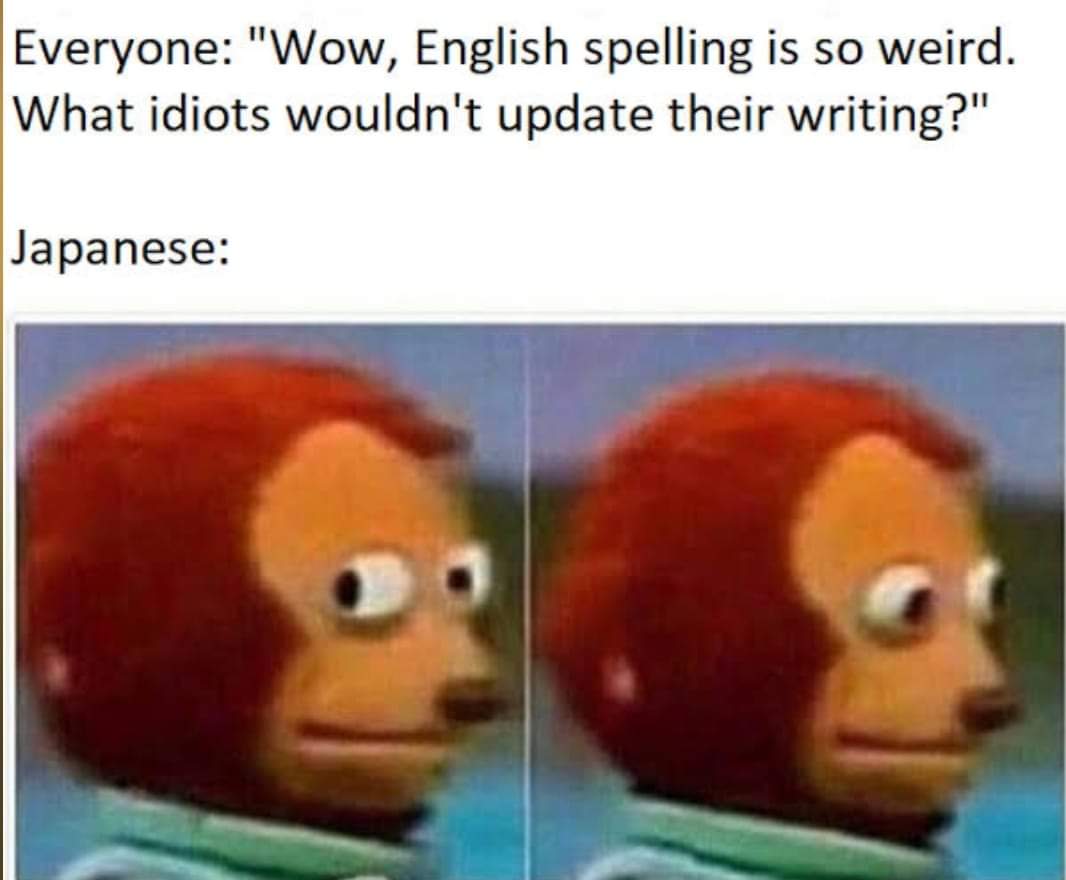 Everyone: "Wow, English spelling is so weird.
What idiots wouldn't update their writing?"
Japanese: